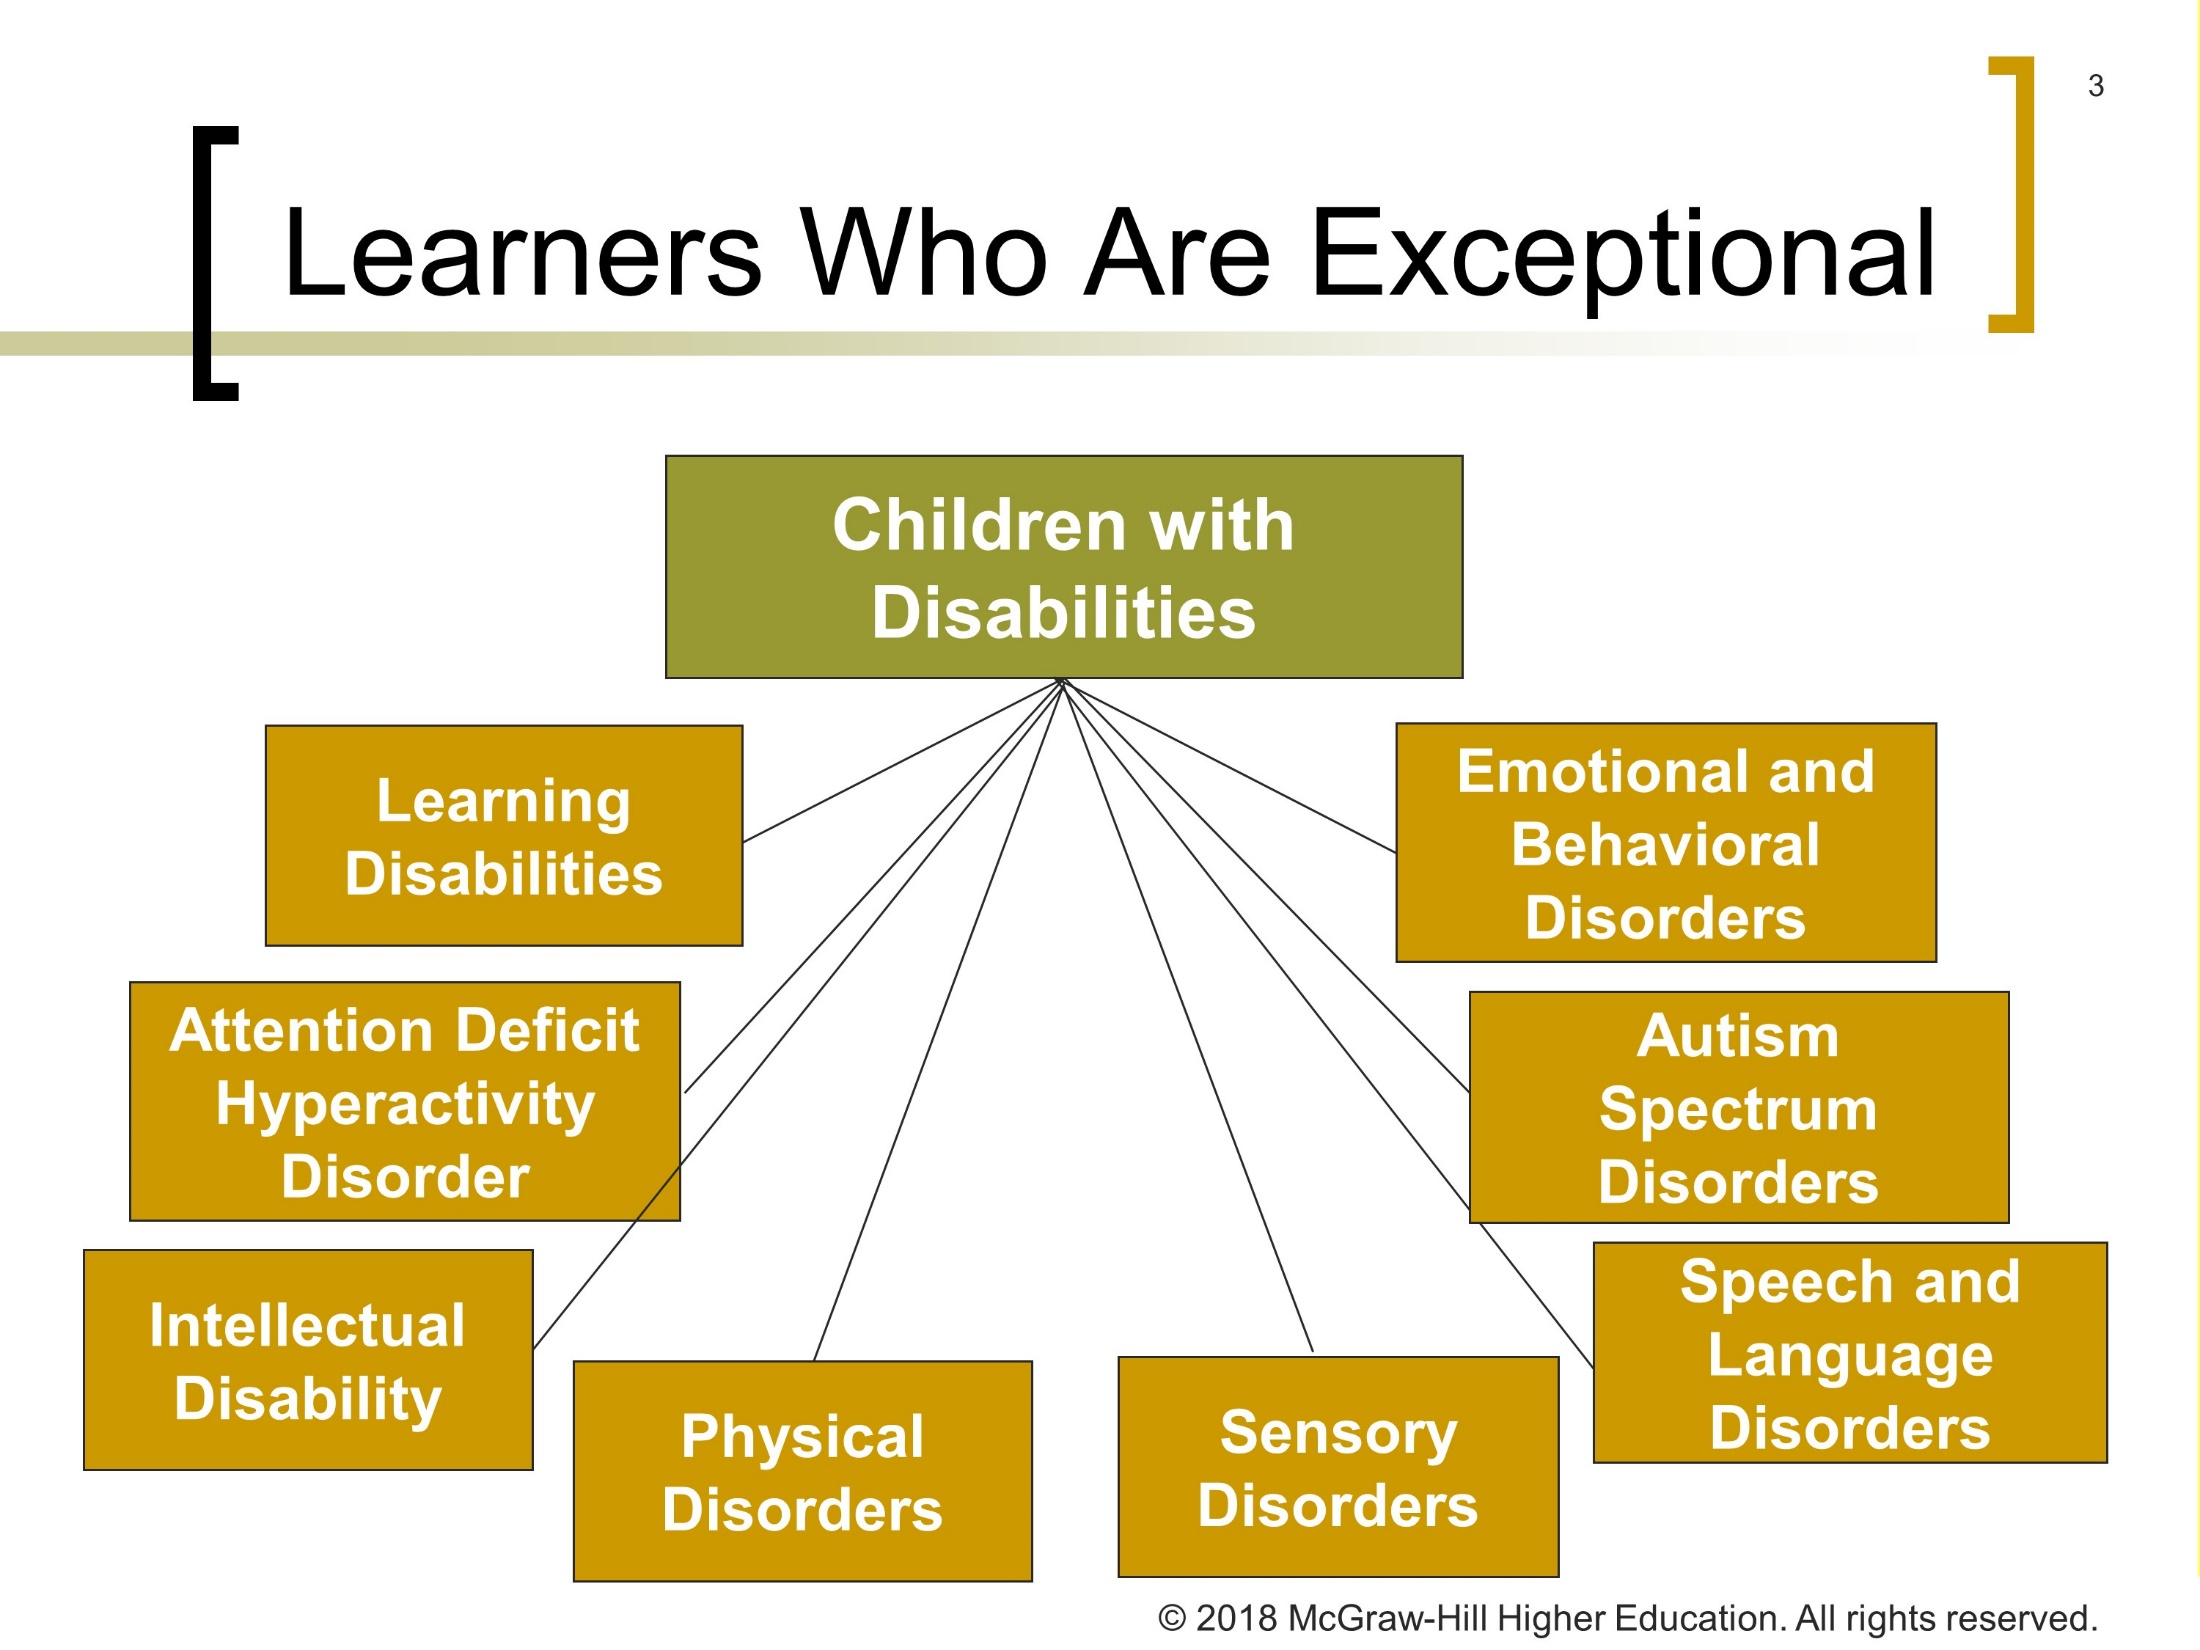 3
Learners Who Are Exceptional
Children with
Disabilities
Learning
Disabilities
Emotional and
Behavioral
Disorders
Attention Deficit
Hyperactivity
Disorder
Autism
Spectrum
Disorders
Intellectual
Disability
Physical
Disorders
Sensory
Disorders
Speech and
Language
Disorders
© 2018 McGraw-Hill Higher Education. All rights reserved.